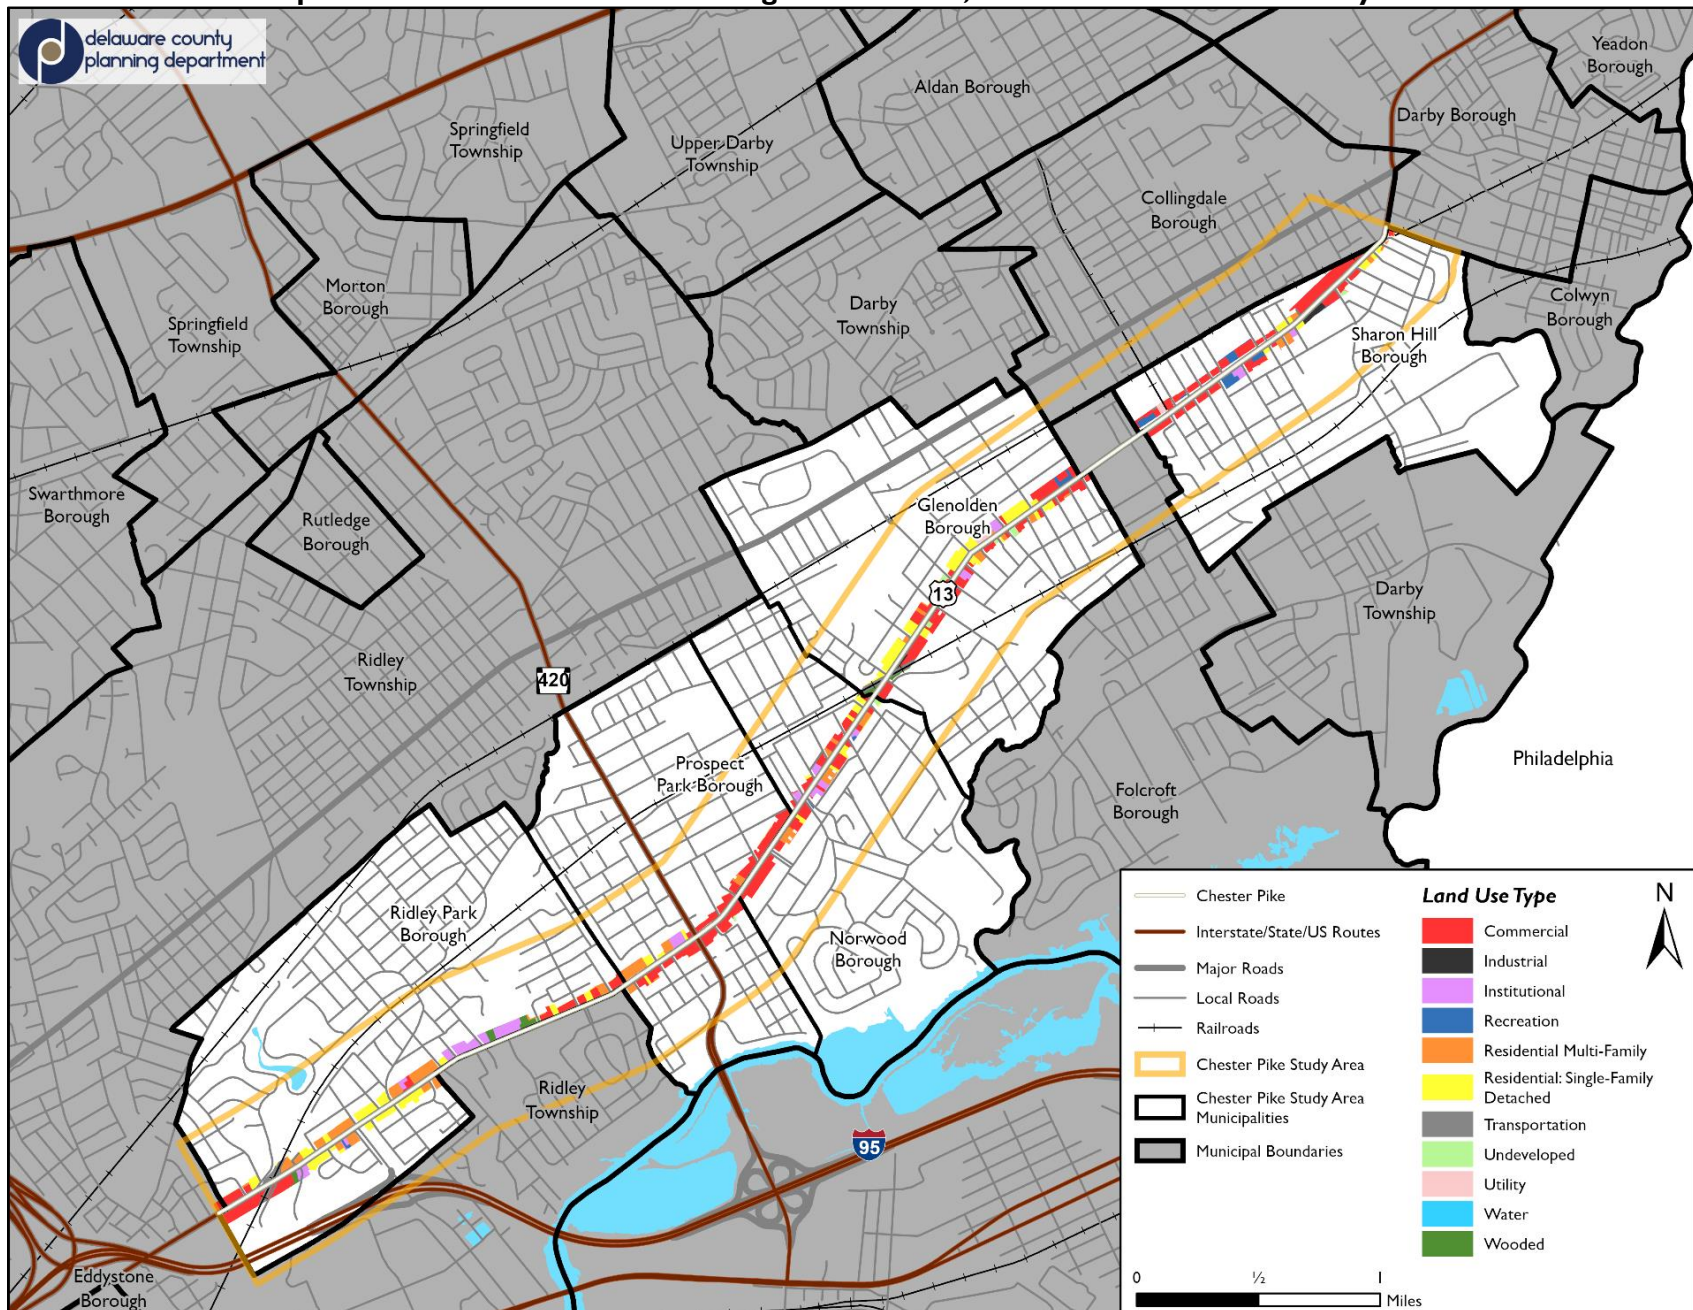 delaware county
planning department
Yeadon
Borough
Aldan Borough
Darby Borough
Springfield
Township
Upper Darby
Township
Collingdale
Borough
Morton
Borough
Darby
Township
Colwyn
Borough
Springfield
Township
Sharon Hill
Borough
Swarthmore
Borough
Rutledge
Borough
Glenolden
Borough
13
Darby
Township
Ridley
Township
420
Prospect
Park Borough
Philadelphia
Folcroft
Borough
Ridley Park
Borough
Norwood
Borough
Ridley
Township
95
Eddystone
Borough
Chester Pike
Interstate/State/US Routes
Major Roads
Local Roads
Railroads
Chester Pike Study Area
Chester Pike Study Area
Municipalities
Municipal Boundaries
Land Use Type
Commercial
Industrial
Institutional
Recreation
Residential Multi-Family
Residential: Single-Family
Detached
Transportation
Undeveloped
Utility
Water
Wooded
N
0 ½ 1
Miles